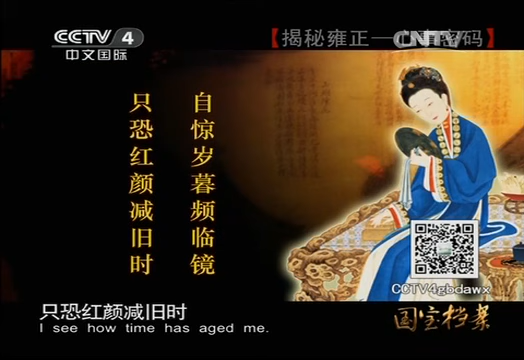 CCTV 4
中文国际
【揭秘雍正
CNTV
密码】
自惊岁暮频临镜
只恐红颜减旧时
CCTV4gbdawx
只恐红颜减旧时
I see how time has aged me.
国宝档案